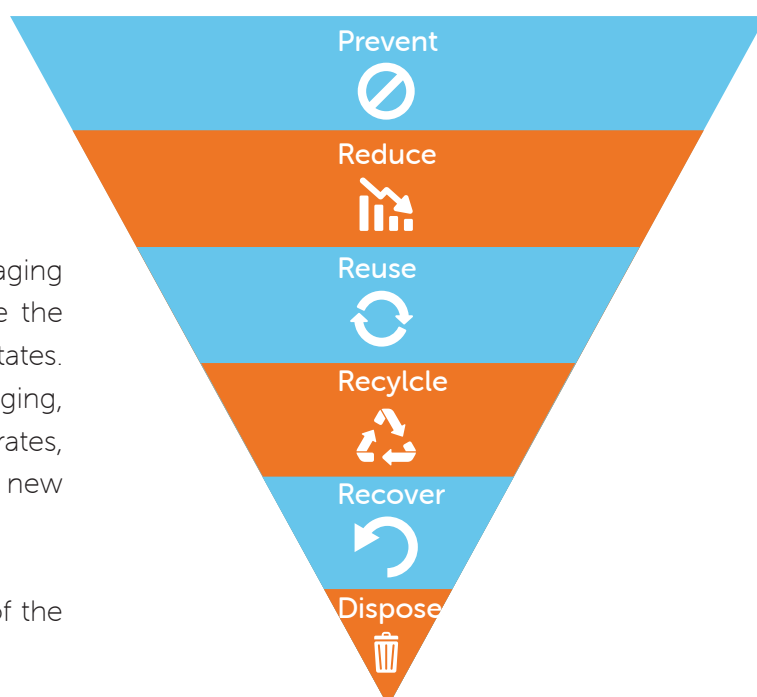 Prevent
Reduce
Reuse
Recylcle
Recover
Dispose
aging
e the
tates.
ging,
rates,
new
of the